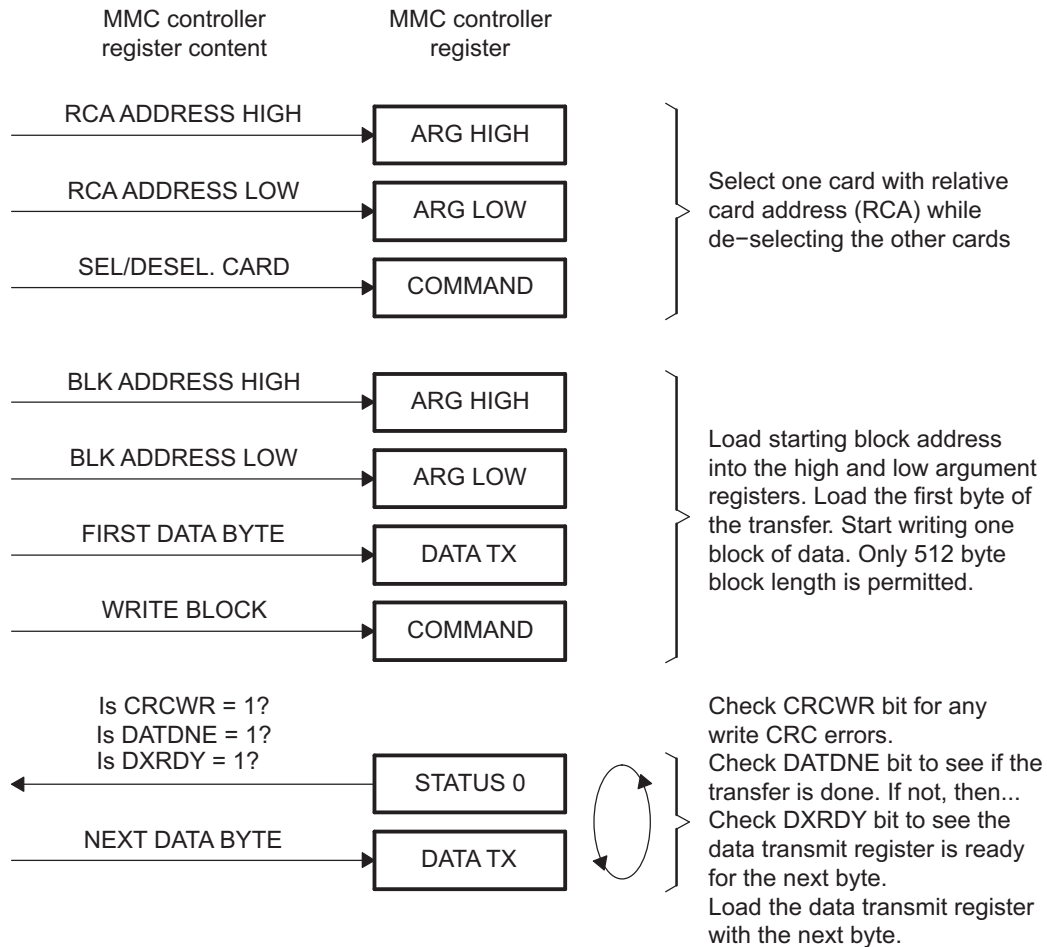 MMC controller
register content
MMC controller
register
RCA ADDRESS HIGH
ARG HIGH
RCA ADDRESS LOW
ARG LOW
SEL/DESEL. CARD
COMMAND
Select one card with relative
card address (RCA) while
de−selecting the other cards
BLK ADDRESS HIGH
ARG HIGH
BLK ADDRESS LOW
ARG LOW
FIRST DATA BYTE
DATA TX
WRITE BLOCK
COMMAND
Load starting block address
into the high and low argument
registers. Load the first byte of
the transfer. Start writing one
block of data. Only 512 byte
block length is permitted.
Is CRCWR = 1?
Is DATDNE = 1?
Is DXRDY = 1?
STATUS 0
NEXT DATA BYTE
DATA TX
Check CRCWR bit for any
write CRC errors.
Check DATDNE bit to see if the
transfer is done. If not, then...
Check DXRDY bit to see the
data transmit register is ready
for the next byte.
Load the data transmit register
with the next byte.